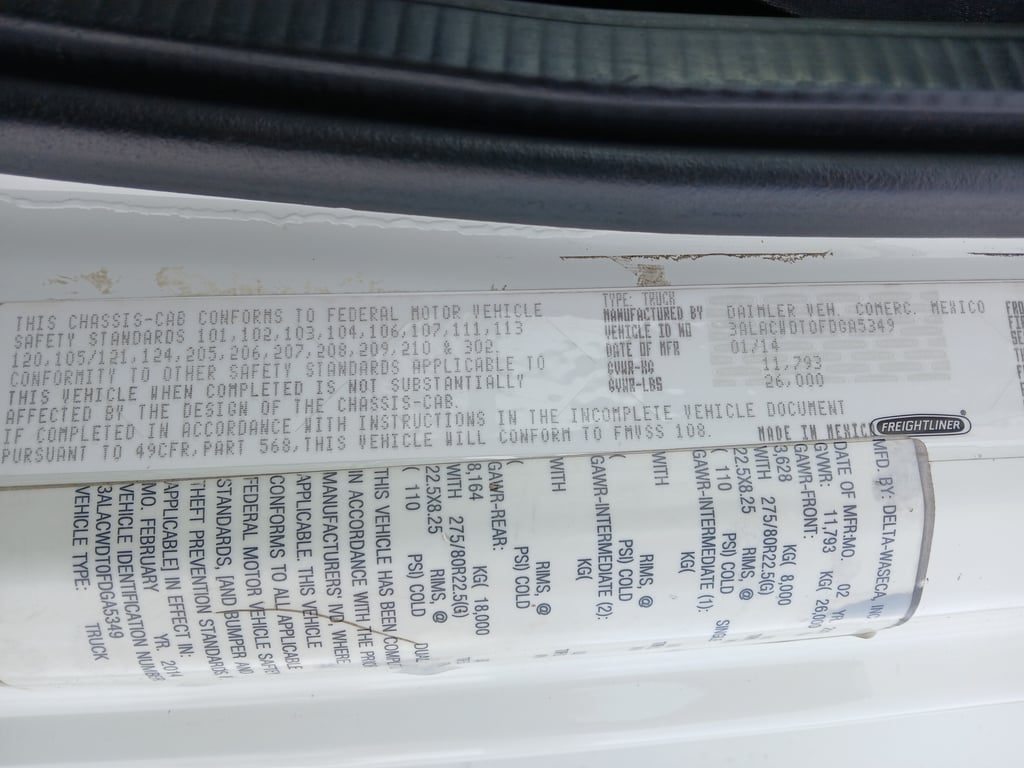 THIS CHASSIS-CAB CONFORMS TO FEDERAL MOTOR VEHICLE
SAFETY STANDARDS 101,102,103,104,106,107,111,113
120,105/121,124,205,206,207,208,209,210 & 302.
CONFORMITY TO OTHER SAFETY STANDARDS APPLICABLE TO
THIS VEHICLE WHEN COMPLETED IS NOT SUBSTANTIALLY
AFFECTED BY THE DESIGN OF THE CHASSIS-CAB.
IF COMPLETED IN ACCORDANCE WITH INSTRUCTIONS IN THE INCOMPLETE VEHICLE DOCUMENT
PURSUANT TO 49CFR, PART 568, THIS VEHICLE WILL CONFORM TO FMVSS 108.
TYPE: TRUCK
MANUFACTURED BY DAIMLER VEH. COMERC. MEXICO
VEHICLE ID NO 3ALACWDT0FDGA5349
DATE OF MFR 01/14
GVWR-KG 11,793
GVWR-LBS 26,000
MADE IN MEXICO
FREIGHTLINER
MFD. BY: DELTA-WASECA, INC
DATE OF MFR:MO. 02 YR
GVWR: 11,793 KG( 26,000
GAWR-FRONT:
3,628 KG( 8,000
WITH 275/80R22.5(G)
22.5X8.25 RIMS, @
( 110 PSI) COLD
GAWR-INTERMEDIATE (1):
KG(
WITH
RIMS, @
( PSI) COLD
GAWR-INTERMEDIATE (2):
KG(
WITH
RIMS, @
( PSI) COLD
GAWR-REAR:
8,164 KG( 18,000
WITH 275/80R22.5(G)
22.5X8.25 RIMS, @
( 110 PSI) COLD DUAL
THIS VEHICLE HAS BEEN
IN ACCORDANCE WITH THE
MANUFACTURERS' IVD WHERE
APPLICABLE. THIS VEHICLE
CONFORMS TO ALL APPLICABLE
FEDERAL MOTOR VEHICLE
STANDARDS, [AND BUMPER AND
THEFT PREVENTION STANDARDS
APPLICABLE] IN EFFECT IN:
MO. FEBRUARY YR. 2014
VEHICLE IDENTIFICATION NUMBER
3ALACWDT0FDGA5349
VEHICLE TYPE: TRUCK